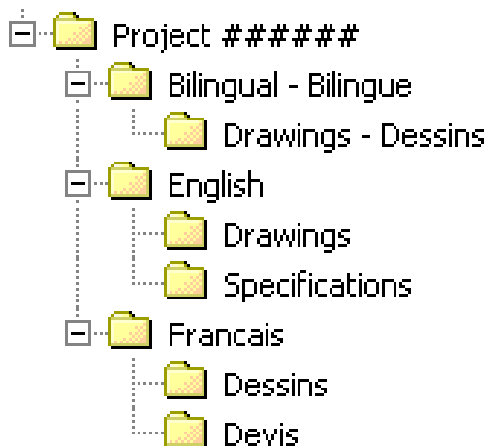 Project ######
Bilingual - Bilingue
Drawings - Dessins
English
Drawings
Specifications
Francais
Dessins
Devis